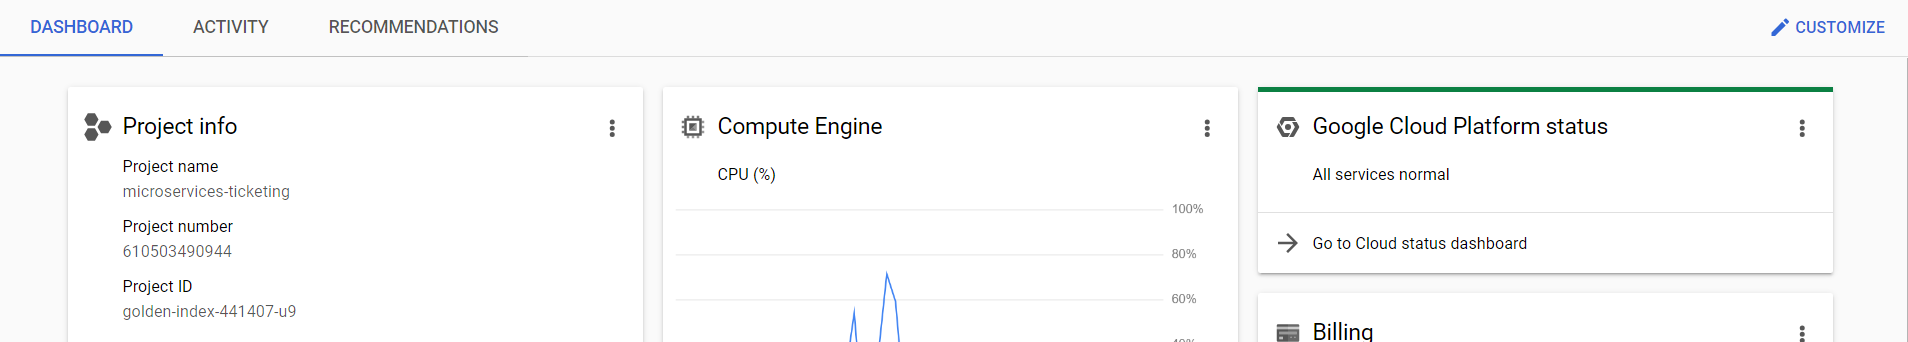 DASHBOARD
ACTIVITY
RECOMMENDATIONS
CUSTOMIZE
Project info
Project name
microservices-ticketing
Project number
610503490944
Project ID
golden-index-441407-u9
Compute Engine
CPU (%)
100%
80%
60%
Google Cloud Platform status
All services normal
Go to Cloud status dashboard
Billing